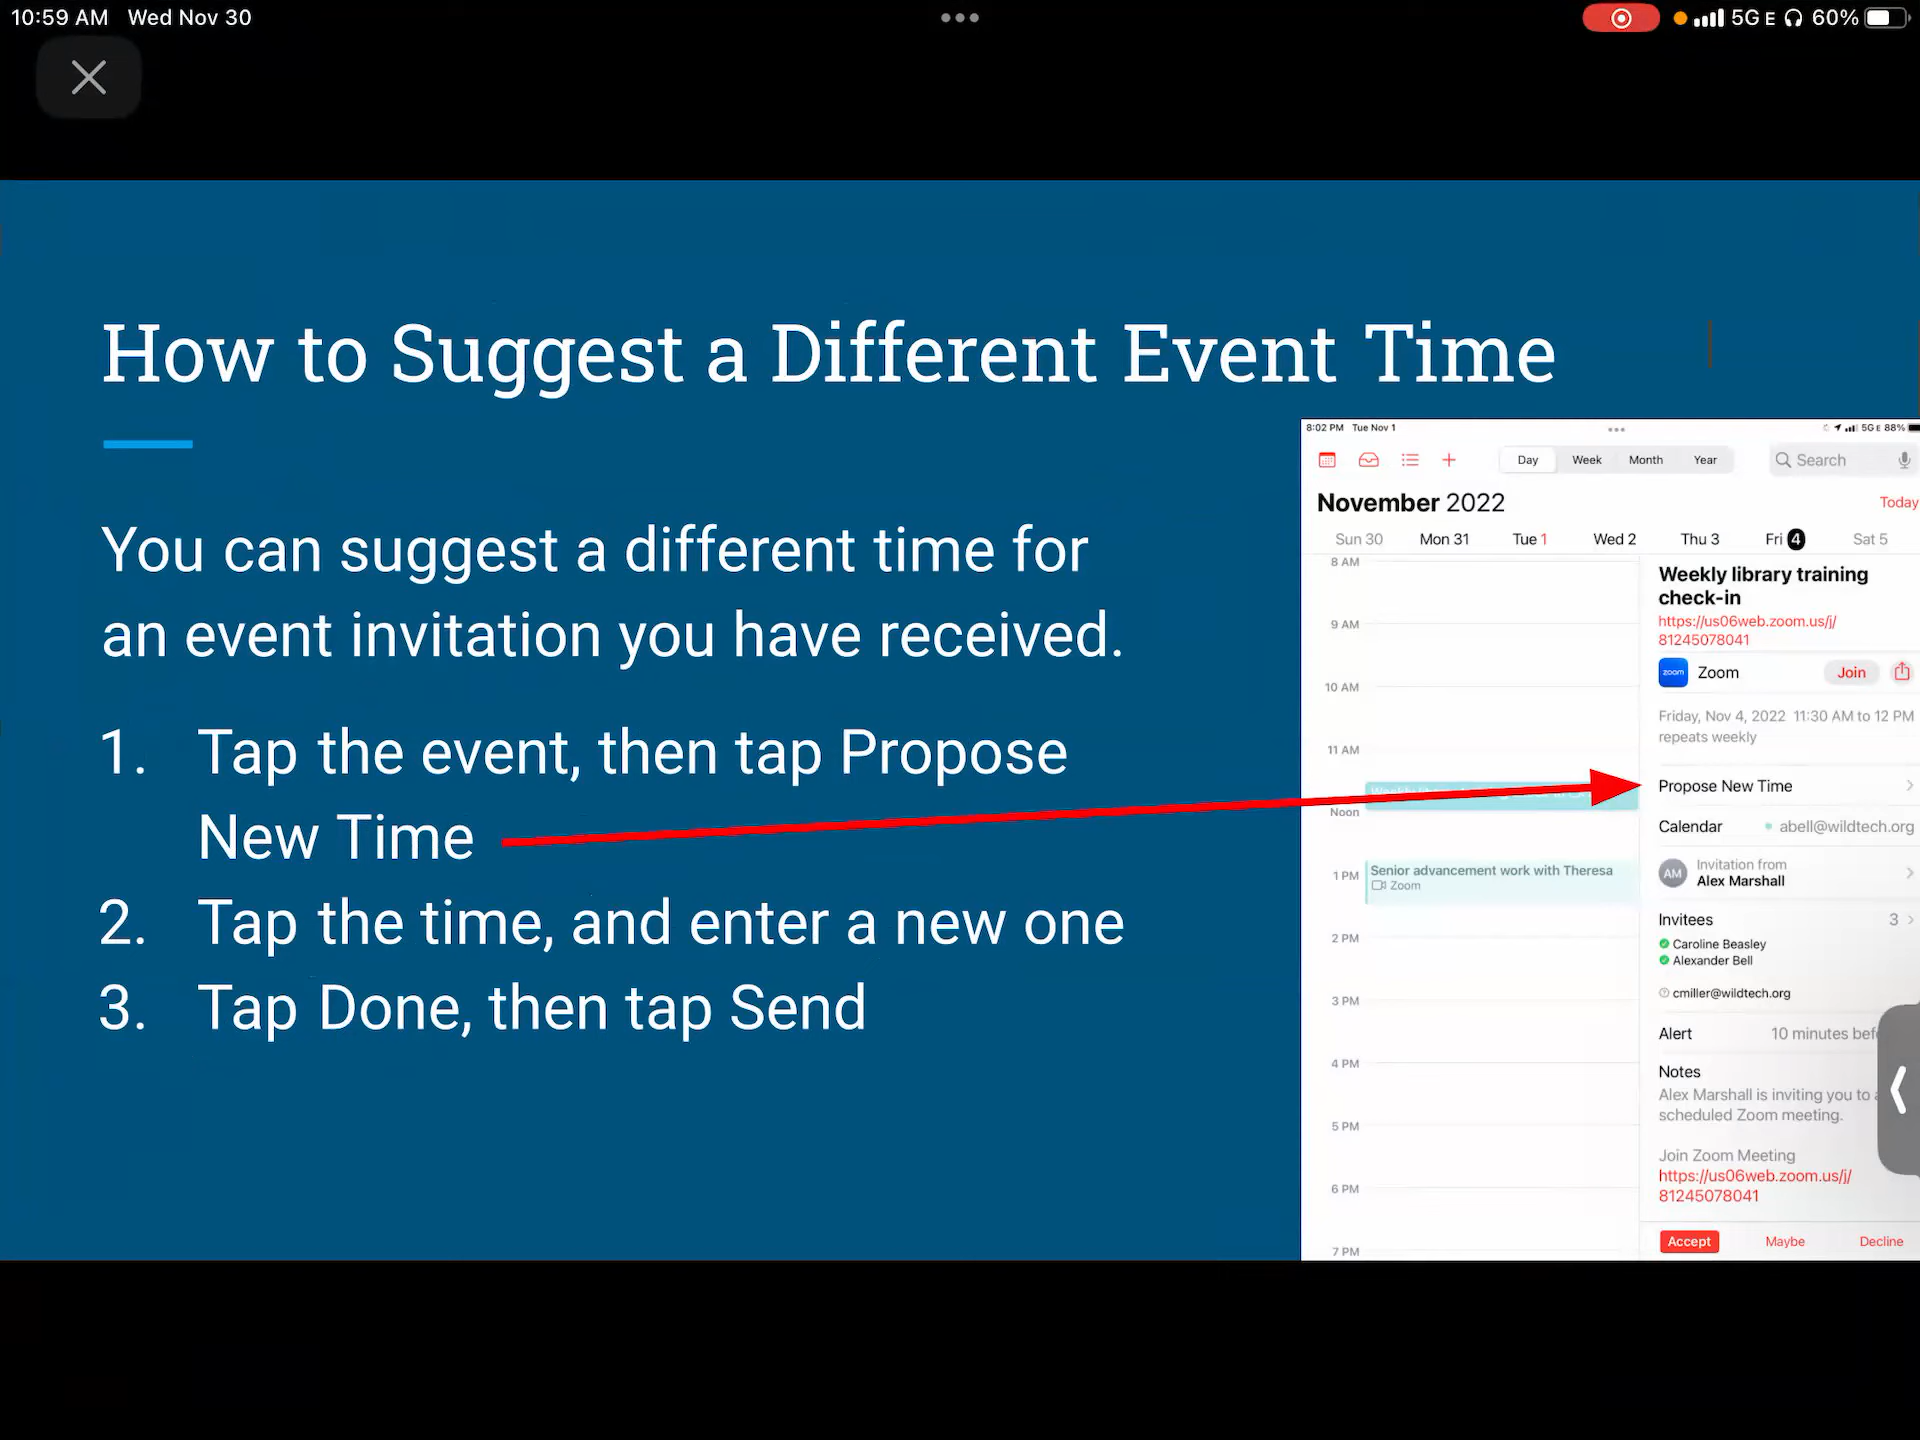 10:59 AM Wed Nov 30
5G E 60%
How to Suggest a Different Event Time
You can suggest a different time for
an event invitation you have received.
1. Tap the event, then tap Propose
New Time
2. Tap the time, and enter a new one
3. Tap Done, then tap Send
8:02 PM Tue Nov 1
5G E 88%
Day Week Month Year
Search
November 2022
Today
Sun 30 Mon 31 Tue 1 Wed 2 Thu 3 Fri 4 Sat 5
8 AM
9 AM
10 AM
11 AM
Noon
1 PM
Senior advancement work with Theresa
Zoom
2 PM
3 PM
4 PM
5 PM
6 PM
7 PM
Weekly library training
check-in
https://us06web.zoom.us/j/
81245078041
zoom Zoom Join
Friday, Nov 4, 2022 11:30 AM to 12 PM
repeats weekly
Propose New Time
Calendar abell@wildtech.org
AM Invitation from
Alex Marshall
Invitees 3
Caroline Beasley
Alexander Bell
cmiller@wildtech.org
Alert 10 minutes bef
Notes
Alex Marshall is inviting you to
scheduled Zoom meeting.
Join Zoom Meeting
https://us06web.zoom.us/j/
81245078041
Accept Maybe Decline